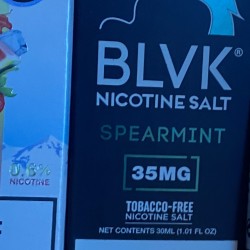 BLVK®
NICOTINE SALT
SPEARMINT
35MG
TOBACCO-FREE
NICOTINE SALT
NET CONTENTS 30ML (1.01 FL OZ)
NICOTINE